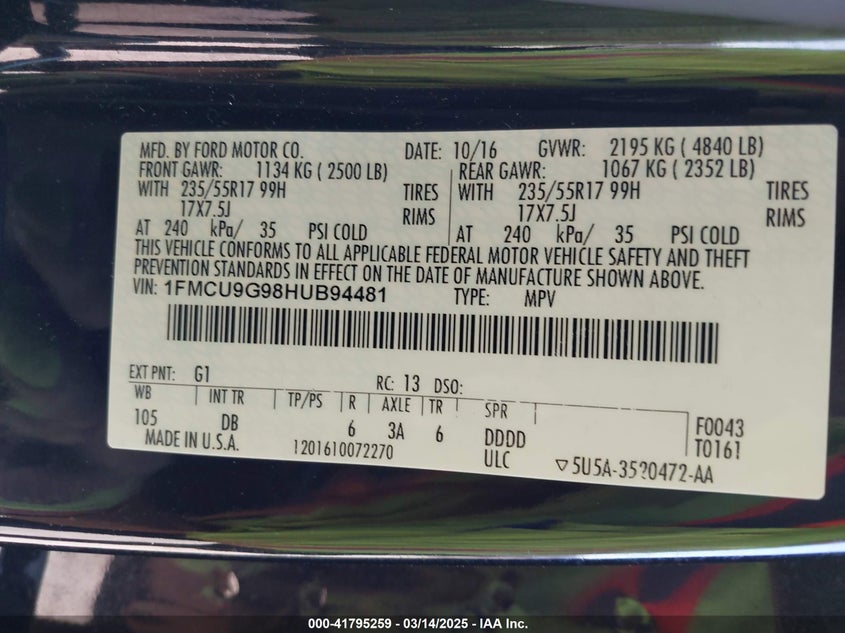 MFD. BY FORD MOTOR CO. DATE: 10/16 GVWR: 2195 KG ( 4840 LB)
FRONT GAWR: 1134 KG ( 2500 LB) REAR GAWR: 1067 KG ( 2352 LB)
WITH 235/55R17 99H TIRES WITH 235/55R17 99H TIRES
17X7.5J RIMS 17X7.5J RIMS
AT 240 kPa/ 35 PSI COLD AT 240 kPa/ 35 PSI COLD
THIS VEHICLE CONFORMS TO ALL APPLICABLE FEDERAL MOTOR VEHICLE SAFETY AND THEFT
PREVENTION STANDARDS IN EFFECT ON THE DATE OF MANUFACTURE SHOWN ABOVE.
VIN: 1FMCU9G98HUB94481 TYPE: MPV
EXT PNT: G1 RC: 13 DSO:
WB INT TR TP/PS R AXLE TR SPR F0043
105 DB 6 3A 6 DDDD T0161
MADE IN U.S.A. 1201610072270 ULC ▽5U5A-3520472-AA
000-41795259 - 03/14/2025 - IAA Inc.